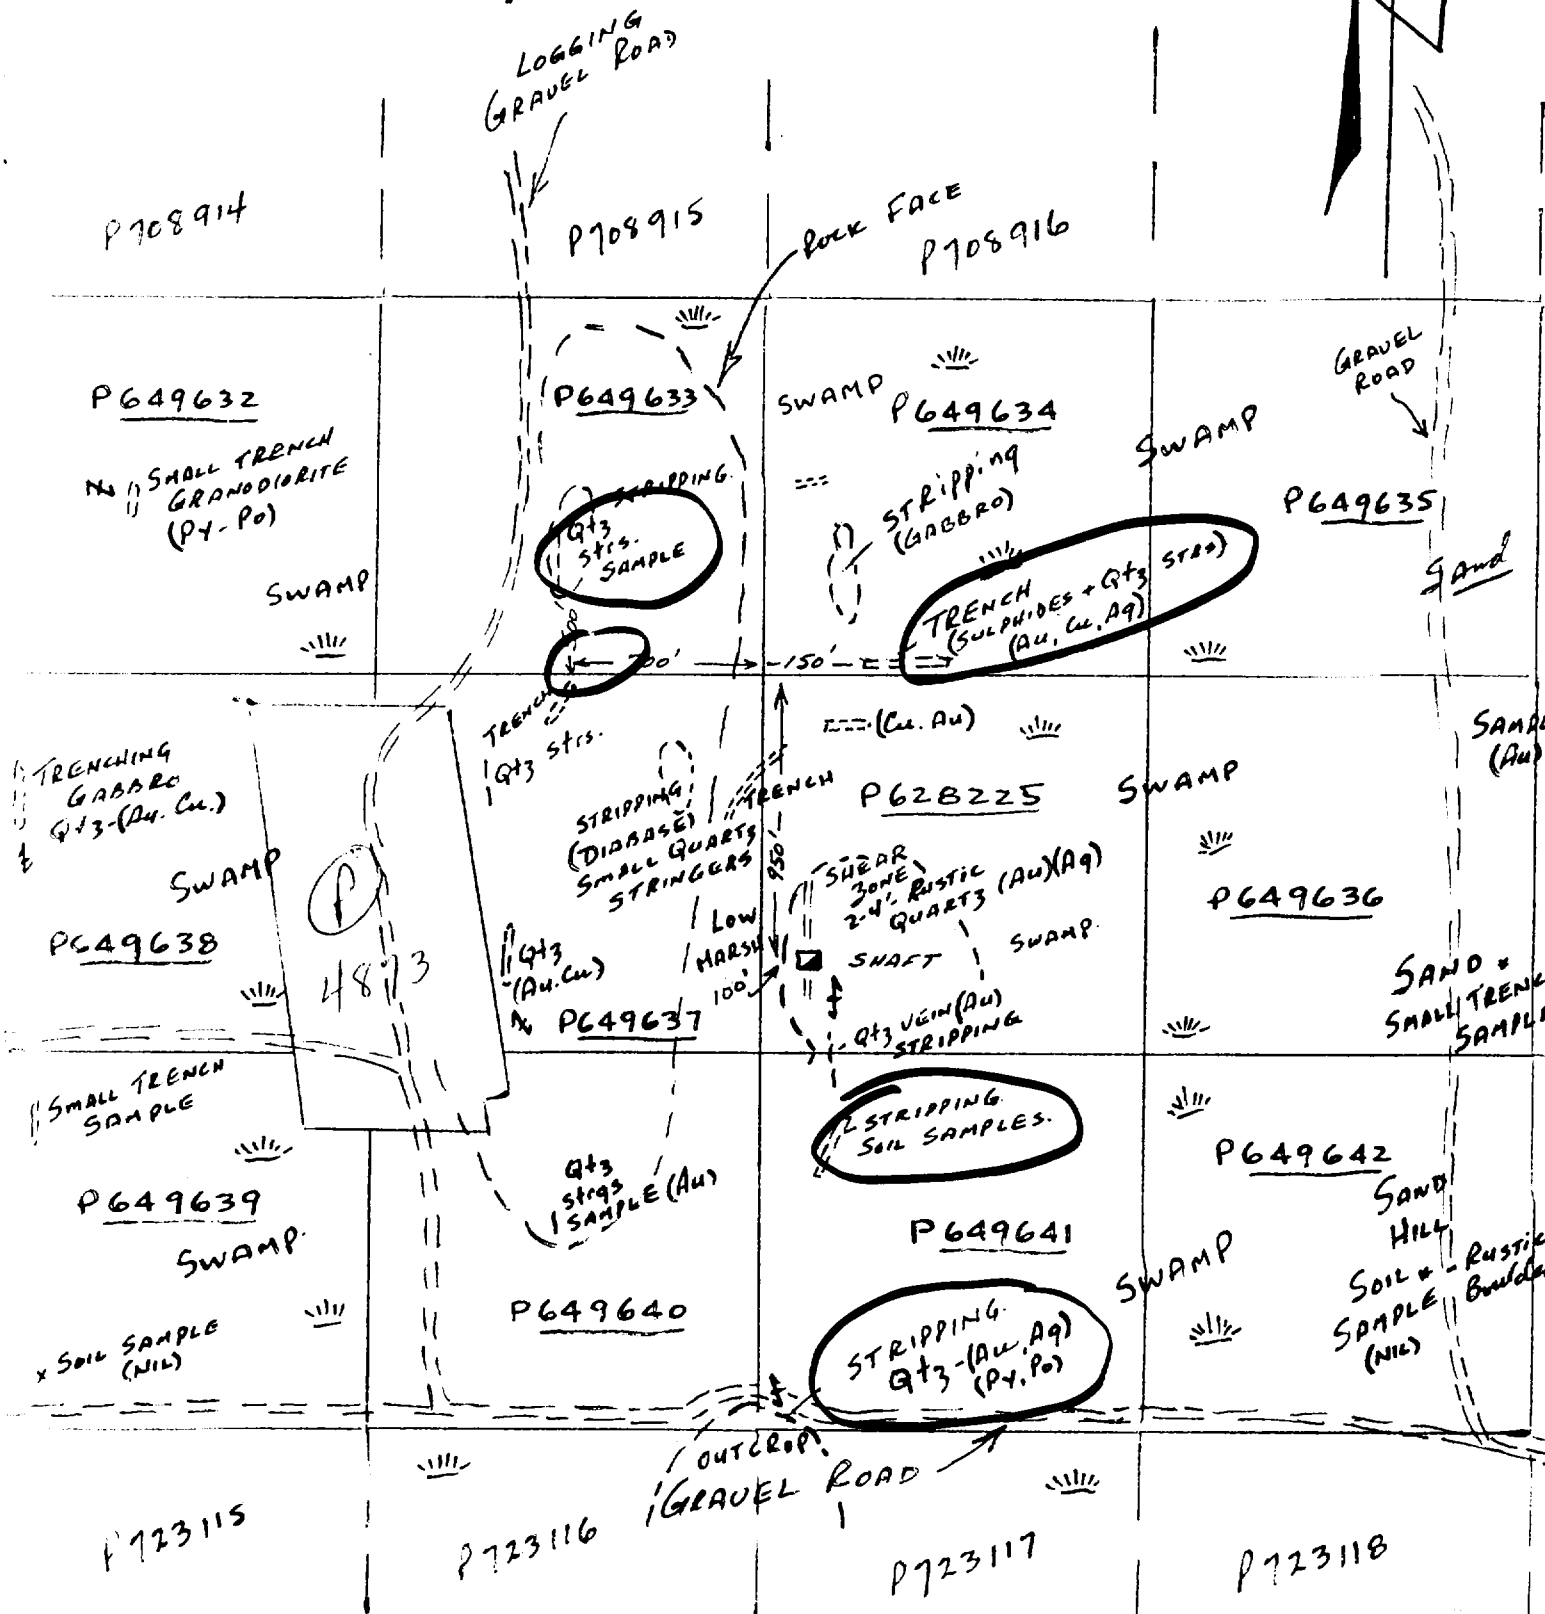 LOGGING
GRAVEL ROAD
P708914
P708915
ROCK FACE
P708916
GRAVEL
ROAD
P649632
P649633
SWAMP
P649634
SWAMP
SMALL TRENCH
GRANODIORITE
(Py-Po)
STRIPPING
Qtz
strs.
SAMPLE
STRIPPING
(GABBRO)
P649635
SAND
SWAMP
TRENCH
(SULPHIDES + Qtz STRS)
(Au, Cu, Ag)
150'
TRENCH
Qtz strs.
(Cu. Au)
TRENCHING
GABBRO
Qtz-(Au. Cu.)
STRIPPING
(DIABASE)
SMALL QUARTZ
STRINGERS
TRENCH
950'
P628225
SWAMP
(Au)
SWAMP
P
4873
P649638
SHEAR
ZONE
2-4' RUSTIC
QUARTZ (Au)(Ag)
P649636
LOW
MARSH
100'
SHAFT
SWAMP
Qtz
(Au.Cu)
P649637
Qtz VEIN (Au)
STRIPPING
SAND
SMALL TRENC
SAMPL
SMALL TRENCH
SAMPLE
STRIPPING
SOIL SAMPLES.
P649642
P649639
Qtz
strgs
SAMPLE (Au)
SAND
HILL
SWAMP
P649641
SWAMP
SOIL
SAMPLE
(NIL)
RUSTIC
Boulde
P649640
STRIPPING
Qtz-(Au, Ag)
(Py, Po)
x SOIL SAMPLE
(NIL)
OUTCROP
GRAVEL ROAD
P723115
P723116
P723117
P723118